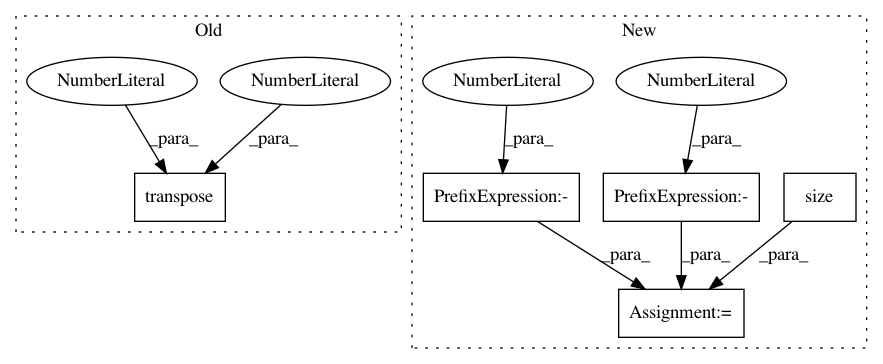 Old
New
NumberLiteral
NumberLiteral
NumberLiteral
NumberLiteral
_para_
_para_
_para_
_para_
transpose
PrefixExpression:-
PrefixExpression:-
size
_para_
_para_
_para_
Assignment:=